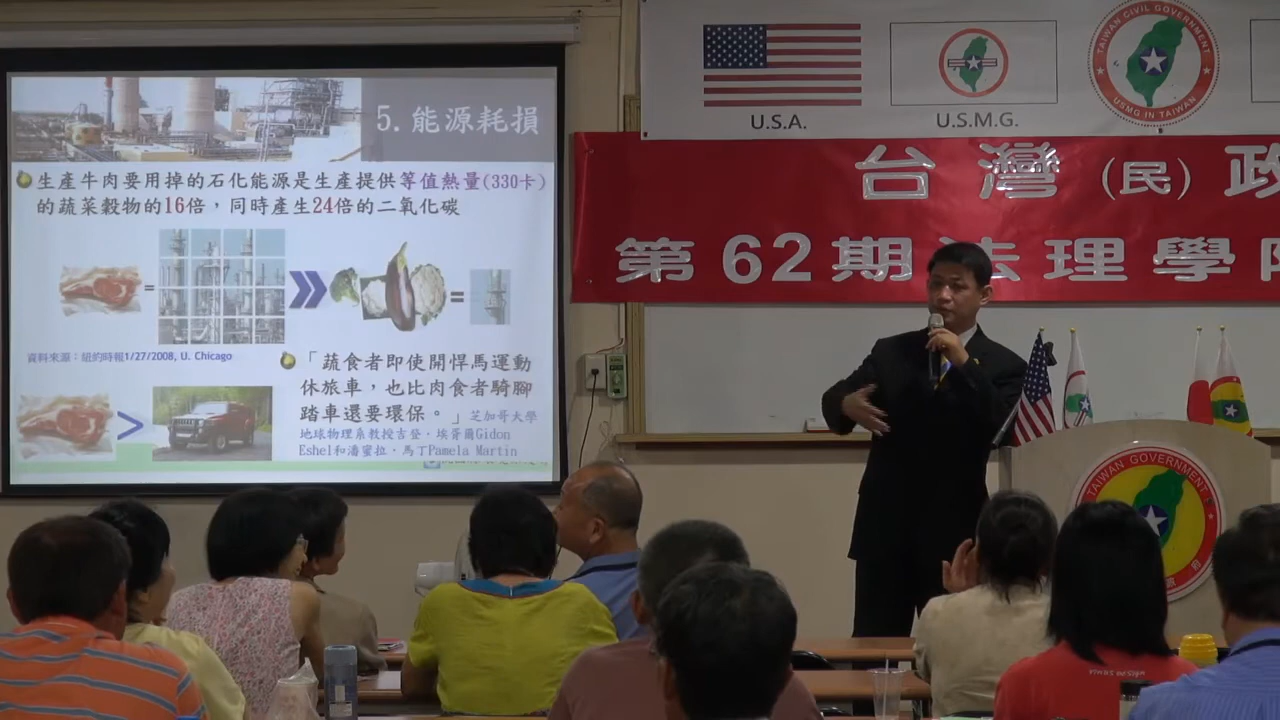 5. 能源耗損
生產牛肉要用掉的石化能源是生產提供等值熱量(330卡)
的蔬菜穀物的16倍，同時產生24倍的二氧化碳
=
=
資料來源：紐約時報1/27/2008, U. Chicago
>
「蔬食者即使開悍馬運動
休旅車，也比肉食者騎腳
踏車還要環保。」芝加哥大學
地球物理系教授吉登．埃胥爾Gidon
Eshel和潘蜜拉．馬丁Pamela Martin
U.S.A.
U.S.M.G.
TAIWAN CIVIL GOVERNMENT
USMG IN TAIWAN
台灣(民)政
第62期法理學
TAIWAN GOVERNMENT